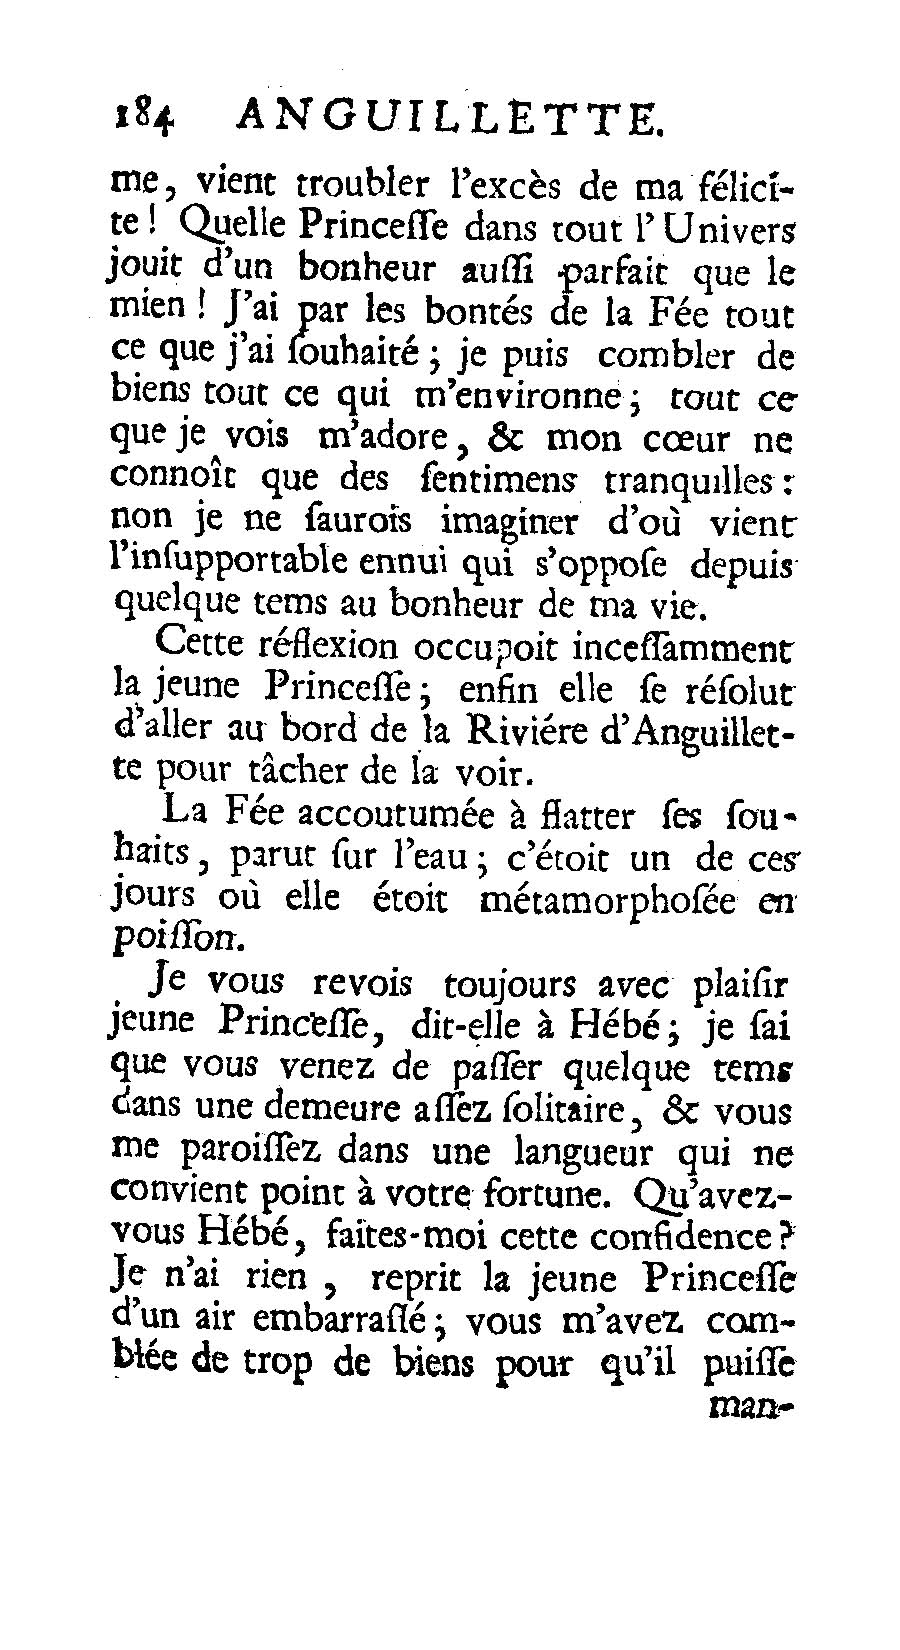 184 ANGUILLETTE.
me, vient troubler l'excès de ma félici-
te! Quelle Princeſſe dans tout l'Univers
jouit d'un bonheur auſſi parfait que le
mien! J'ai par les bontés de la Fée tout
ce que j'ai ſouhaité; je puis combler de
biens tout ce qui m'environne; tout ce
que je vois m'adore, & mon cœur ne
connoît que des ſentimens tranquilles:
non je ne ſaurois imaginer d'où vient
l'inſupportable ennui qui s'oppoſe depuis
quelque tems au bonheur de ma vie.
Cette réflexion occupoit inceſſamment
la jeune Princeſſe; enfin elle ſe réſolut
d'aller au bord de la Riviére d'Anguillet-
te pour tâcher de la voir.
La Fée accoutumée à flatter ſes ſou-
haits, parut ſur l'eau; c'étoit un de ces
jours où elle étoit métamorphoſée en
poiſſon.
Je vous revois toujours avec plaiſir
jeune Princeſſe, dit-elle à Hébé; je ſai
que vous venez de paſſer quelque tems
dans une demeure aſſez ſolitaire, & vous
me paroiſſez dans une langueur qui ne
convient point à votre fortune. Qu'avez-
vous Hébé, faites-moi cette confidence?
Je n'ai rien, reprit la jeune Princeſſe
d'un air embarraſſé; vous m'avez com-
blée de trop de biens pour qu'il puiſſe
man-